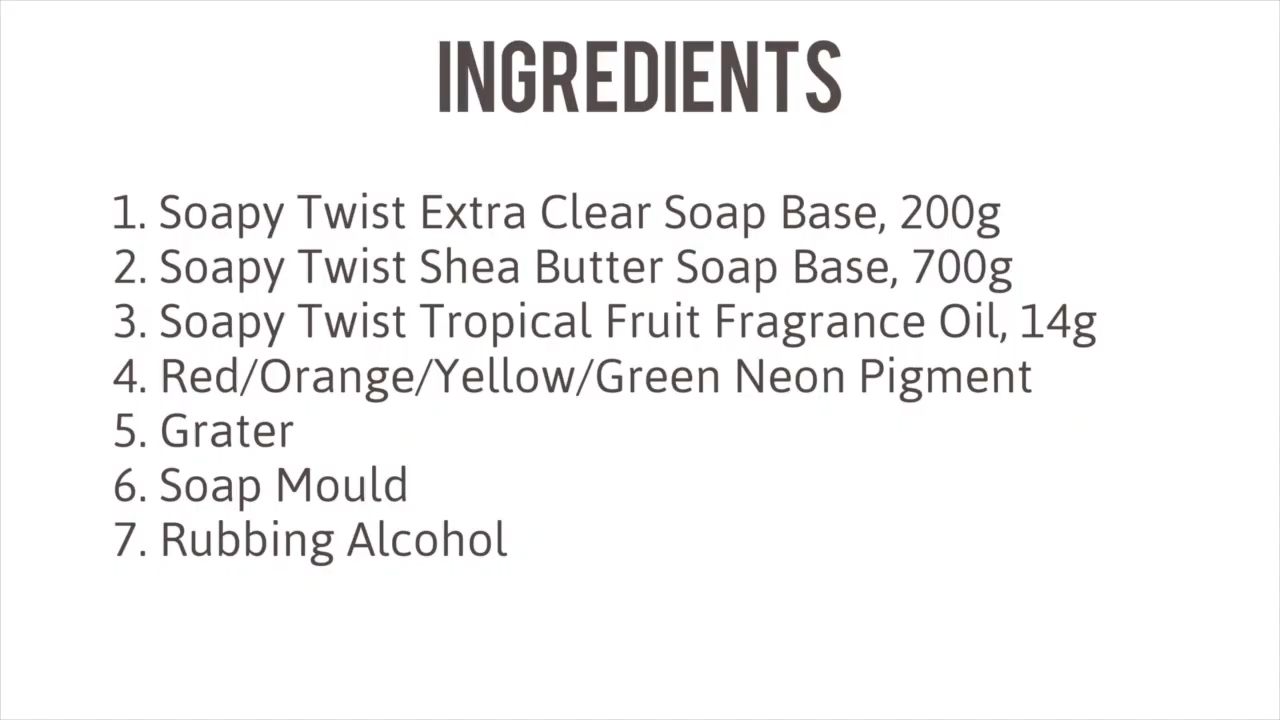 INGREDIENTS
1. Soapy Twist Extra Clear Soap Base, 200g
2. Soapy Twist Shea Butter Soap Base, 700g
3. Soapy Twist Tropical Fruit Fragrance Oil, 14g
4. Red/Orange/Yellow/Green Neon Pigment
5. Grater
6. Soap Mould
7. Rubbing Alcohol